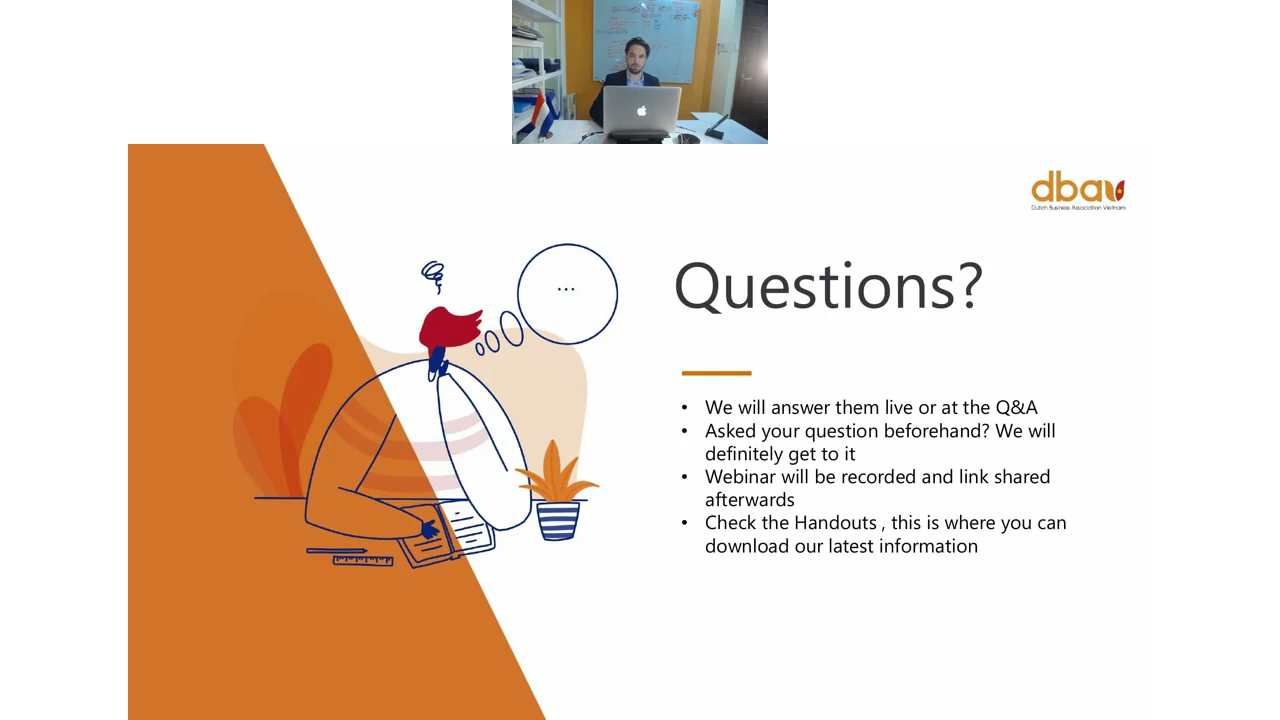 dbav
Dutch Business Association Vietnam
...
Questions?
• We will answer them live or at the Q&A
• Asked your question beforehand? We will
definitely get to it
• Webinar will be recorded and link shared
afterwards
• Check the Handouts , this is where you can
download our latest information